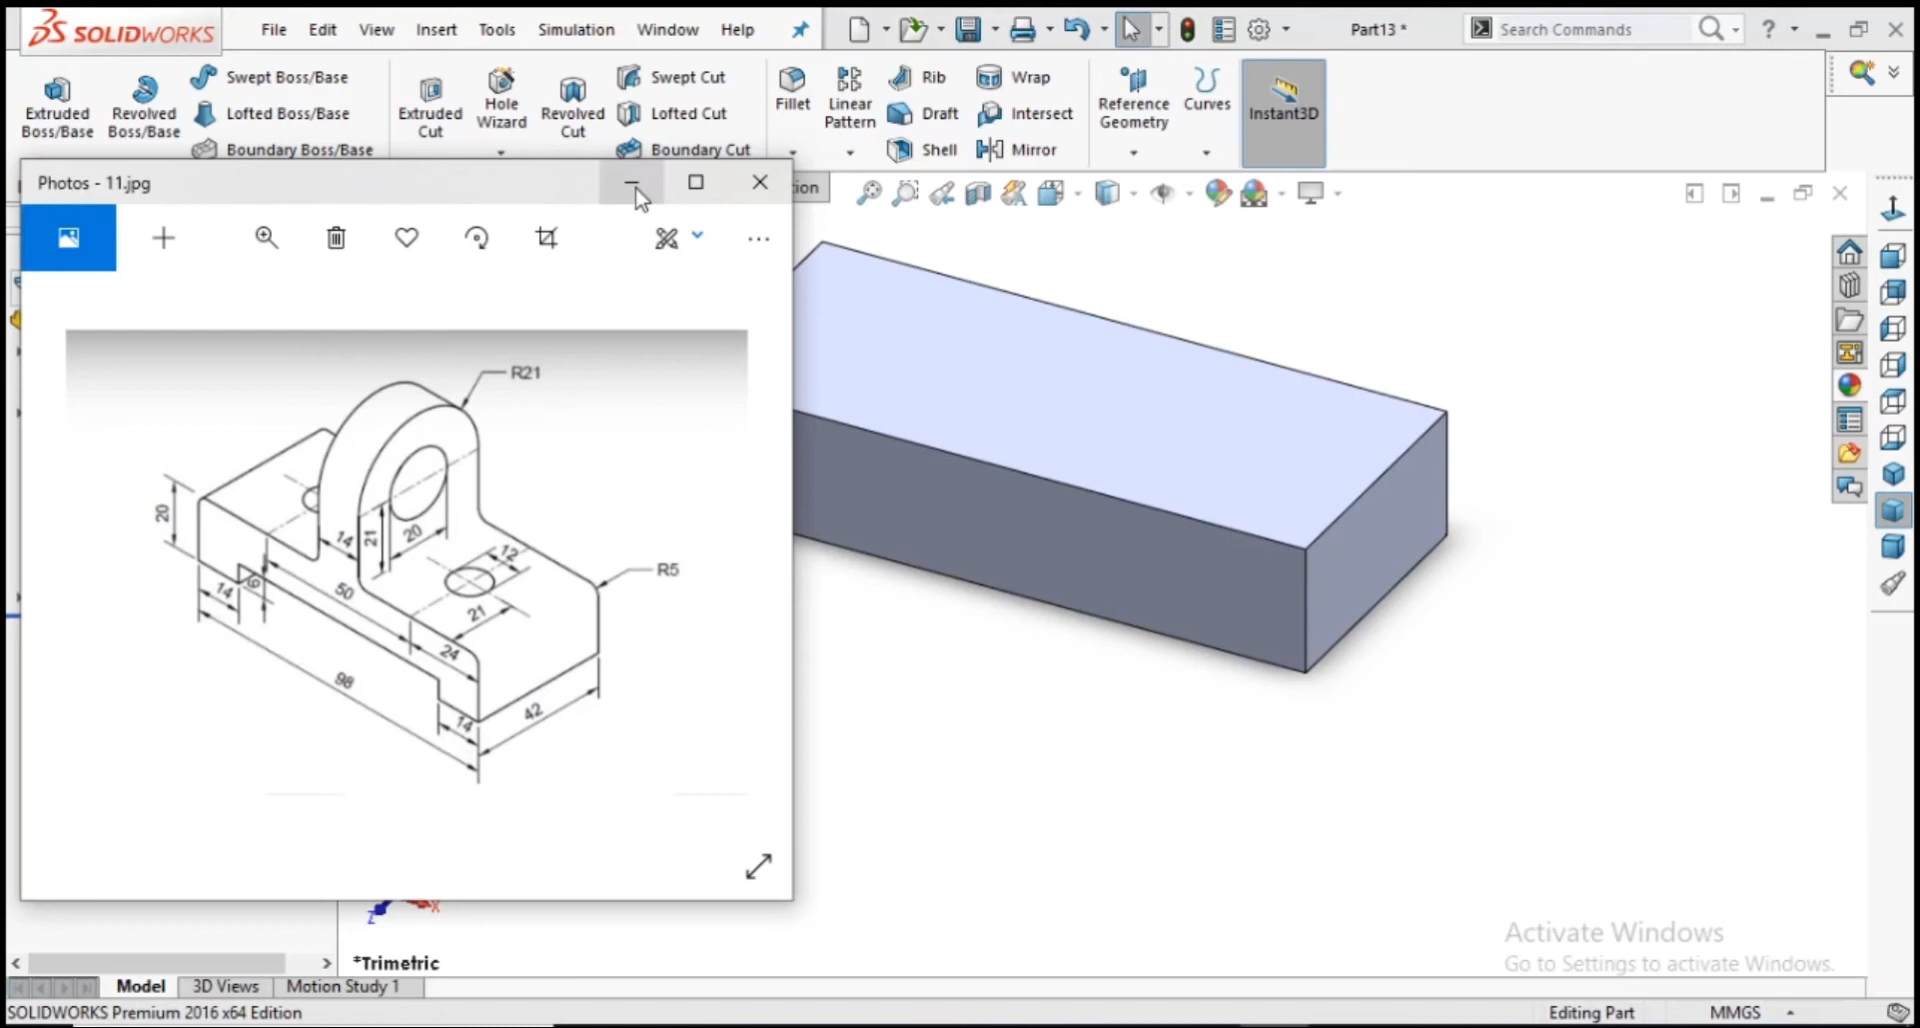 SOLIDWORKS
File Edit View Insert Tools Simulation Window Help
Part13 *
Search Commands
?
Extruded Boss/Base
Revolved Boss/Base
Swept Boss/Base
Lofted Boss/Base
Boundary Boss/Base
Extruded Cut
Hole Wizard
Revolved Cut
Swept Cut
Lofted Cut
Boundary Cut
Fillet
Linear Pattern
Rib
Draft
Shell
Wrap
Intersect
Mirror
Reference Geometry
Curves
Instant3D
Photos - 11.jpg
tion
R21
20
14
21
20
12
R5
14
6
50
21
24
98
14
42
Z
X
*Trimetric
Activate Windows
Go to Settings to activate Windows.
Model 3D Views Motion Study 1
SOLIDWORKS Premium 2016 x64 Edition
Editing Part
MMGS